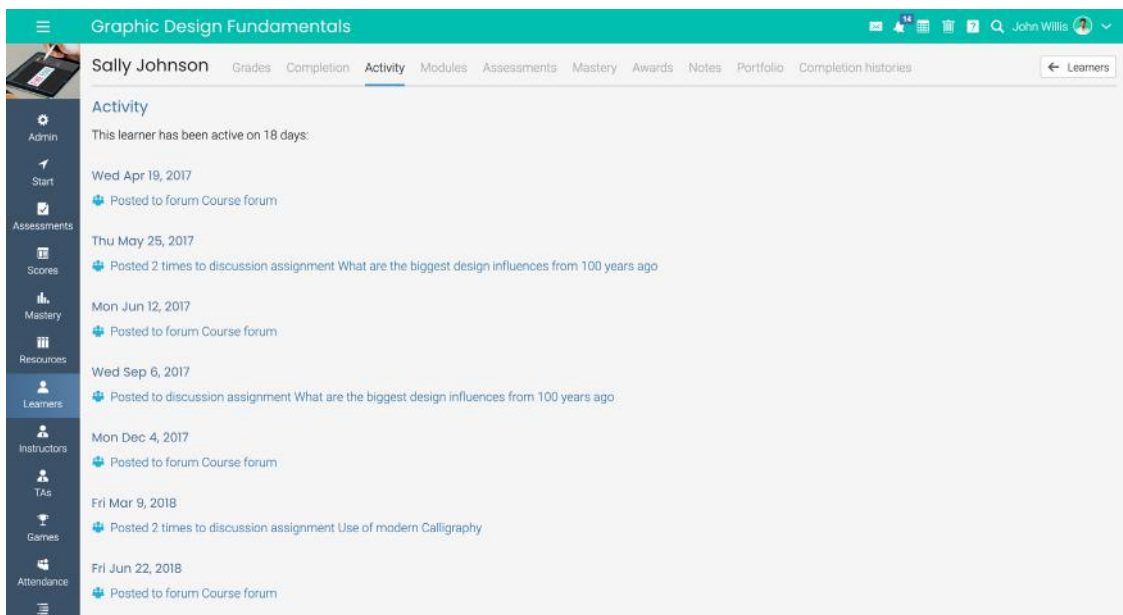 Graphic Design Fundamentals
14
John Willis
Sally Johnson Grades Completion Activity Modules Assessments Mastery Awards Notes Portfolio Completion histories
← Learners
Admin
Start
Assessments
Scores
Mastery
Resources
Learners
Instructors
TAs
Games
Attendance
Activity
This learner has been active on 18 days:
Wed Apr 19, 2017
Posted to forum Course forum
Thu May 25, 2017
Posted 2 times to discussion assignment What are the biggest design influences from 100 years ago
Mon Jun 12, 2017
Posted to forum Course forum
Wed Sep 6, 2017
Posted to discussion assignment What are the biggest design influences from 100 years ago
Mon Dec 4, 2017
Posted to forum Course forum
Fri Mar 9, 2018
Posted 2 times to discussion assignment Use of modern Calligraphy
Fri Jun 22, 2018
Posted to forum Course forum